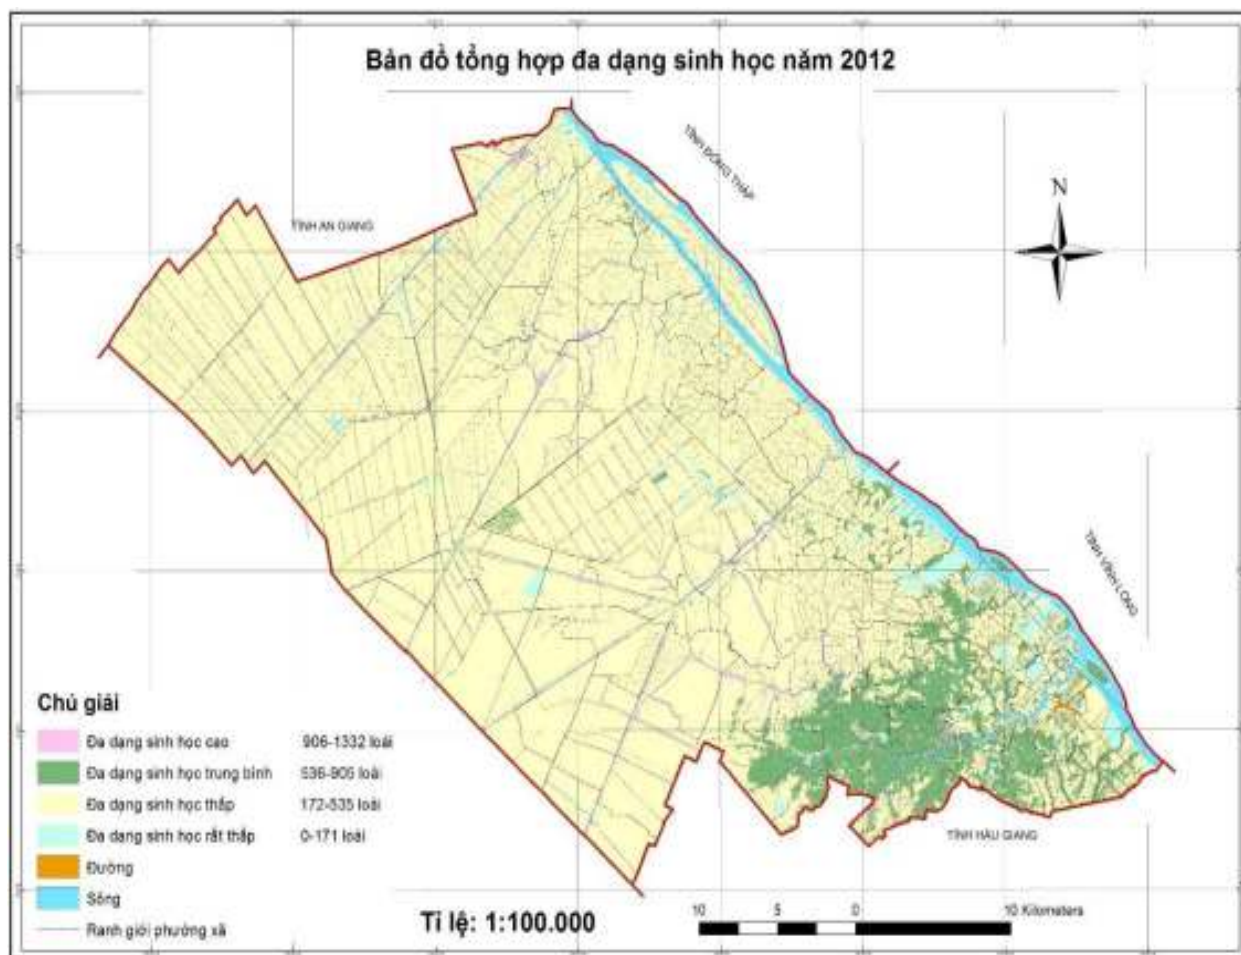 Bản đồ tổng hợp đa dạng sinh học năm 2012
TỈNH ĐỒNG THÁP
N
TỈNH AN GIANG
TỈNH VĨNH LONG
TỈNH HẬU GIANG
Chú giải
Đa dạng sinh học cao 906-1332 loài
Đa dạng sinh học trung bình 536-905 loài
Đa dạng sinh học thấp 172-535 loài
Đa dạng sinh học rất thấp 0-171 loài
Đường
Sông
Ranh giới phường xã
Tỉ lệ: 1:100.000
10 5 0 10 Kilometers